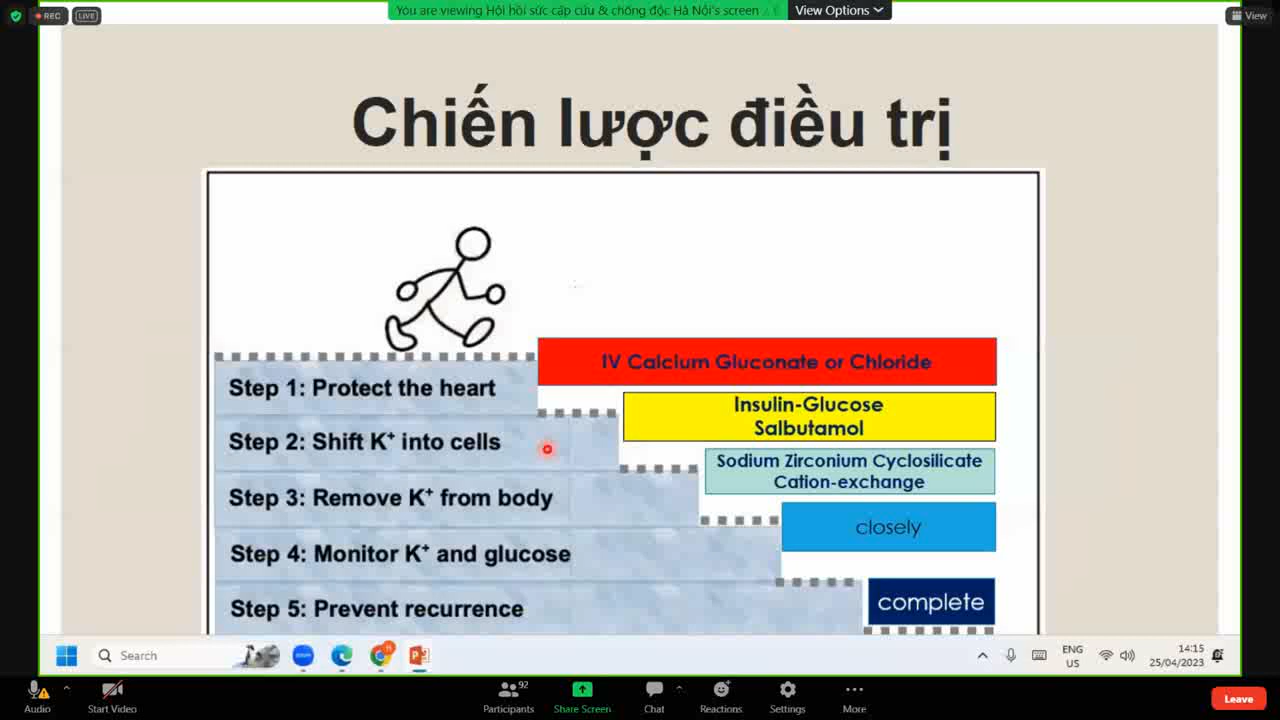 REC
LIVE
You are viewing Hội hồi sức cấp cứu & chống độc Hà Nội's screen
View Options
View
Chiến lược điều trị
IV Calcium Gluconate or Chloride
Step 1: Protect the heart
Insulin-Glucose
Salbutamol
Step 2: Shift K⁺ into cells
Sodium Zirconium Cyclosilicate
Cation-exchange
Step 3: Remove K⁺ from body
closely
Step 4: Monitor K⁺ and glucose
complete
Step 5: Prevent recurrence
Search
ENG
US
14:15
25/04/2023
92
Audio
Start Video
Participants
Share Screen
Chat
Reactions
Settings
More
Leave